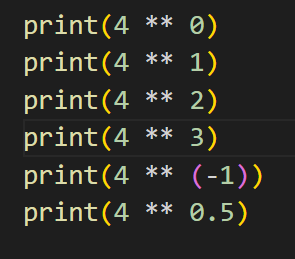 print(4 ** 0)
print(4 ** 1)
print(4 ** 2)
print(4 ** 3)
print(4 ** (-1))
print(4 ** 0.5)